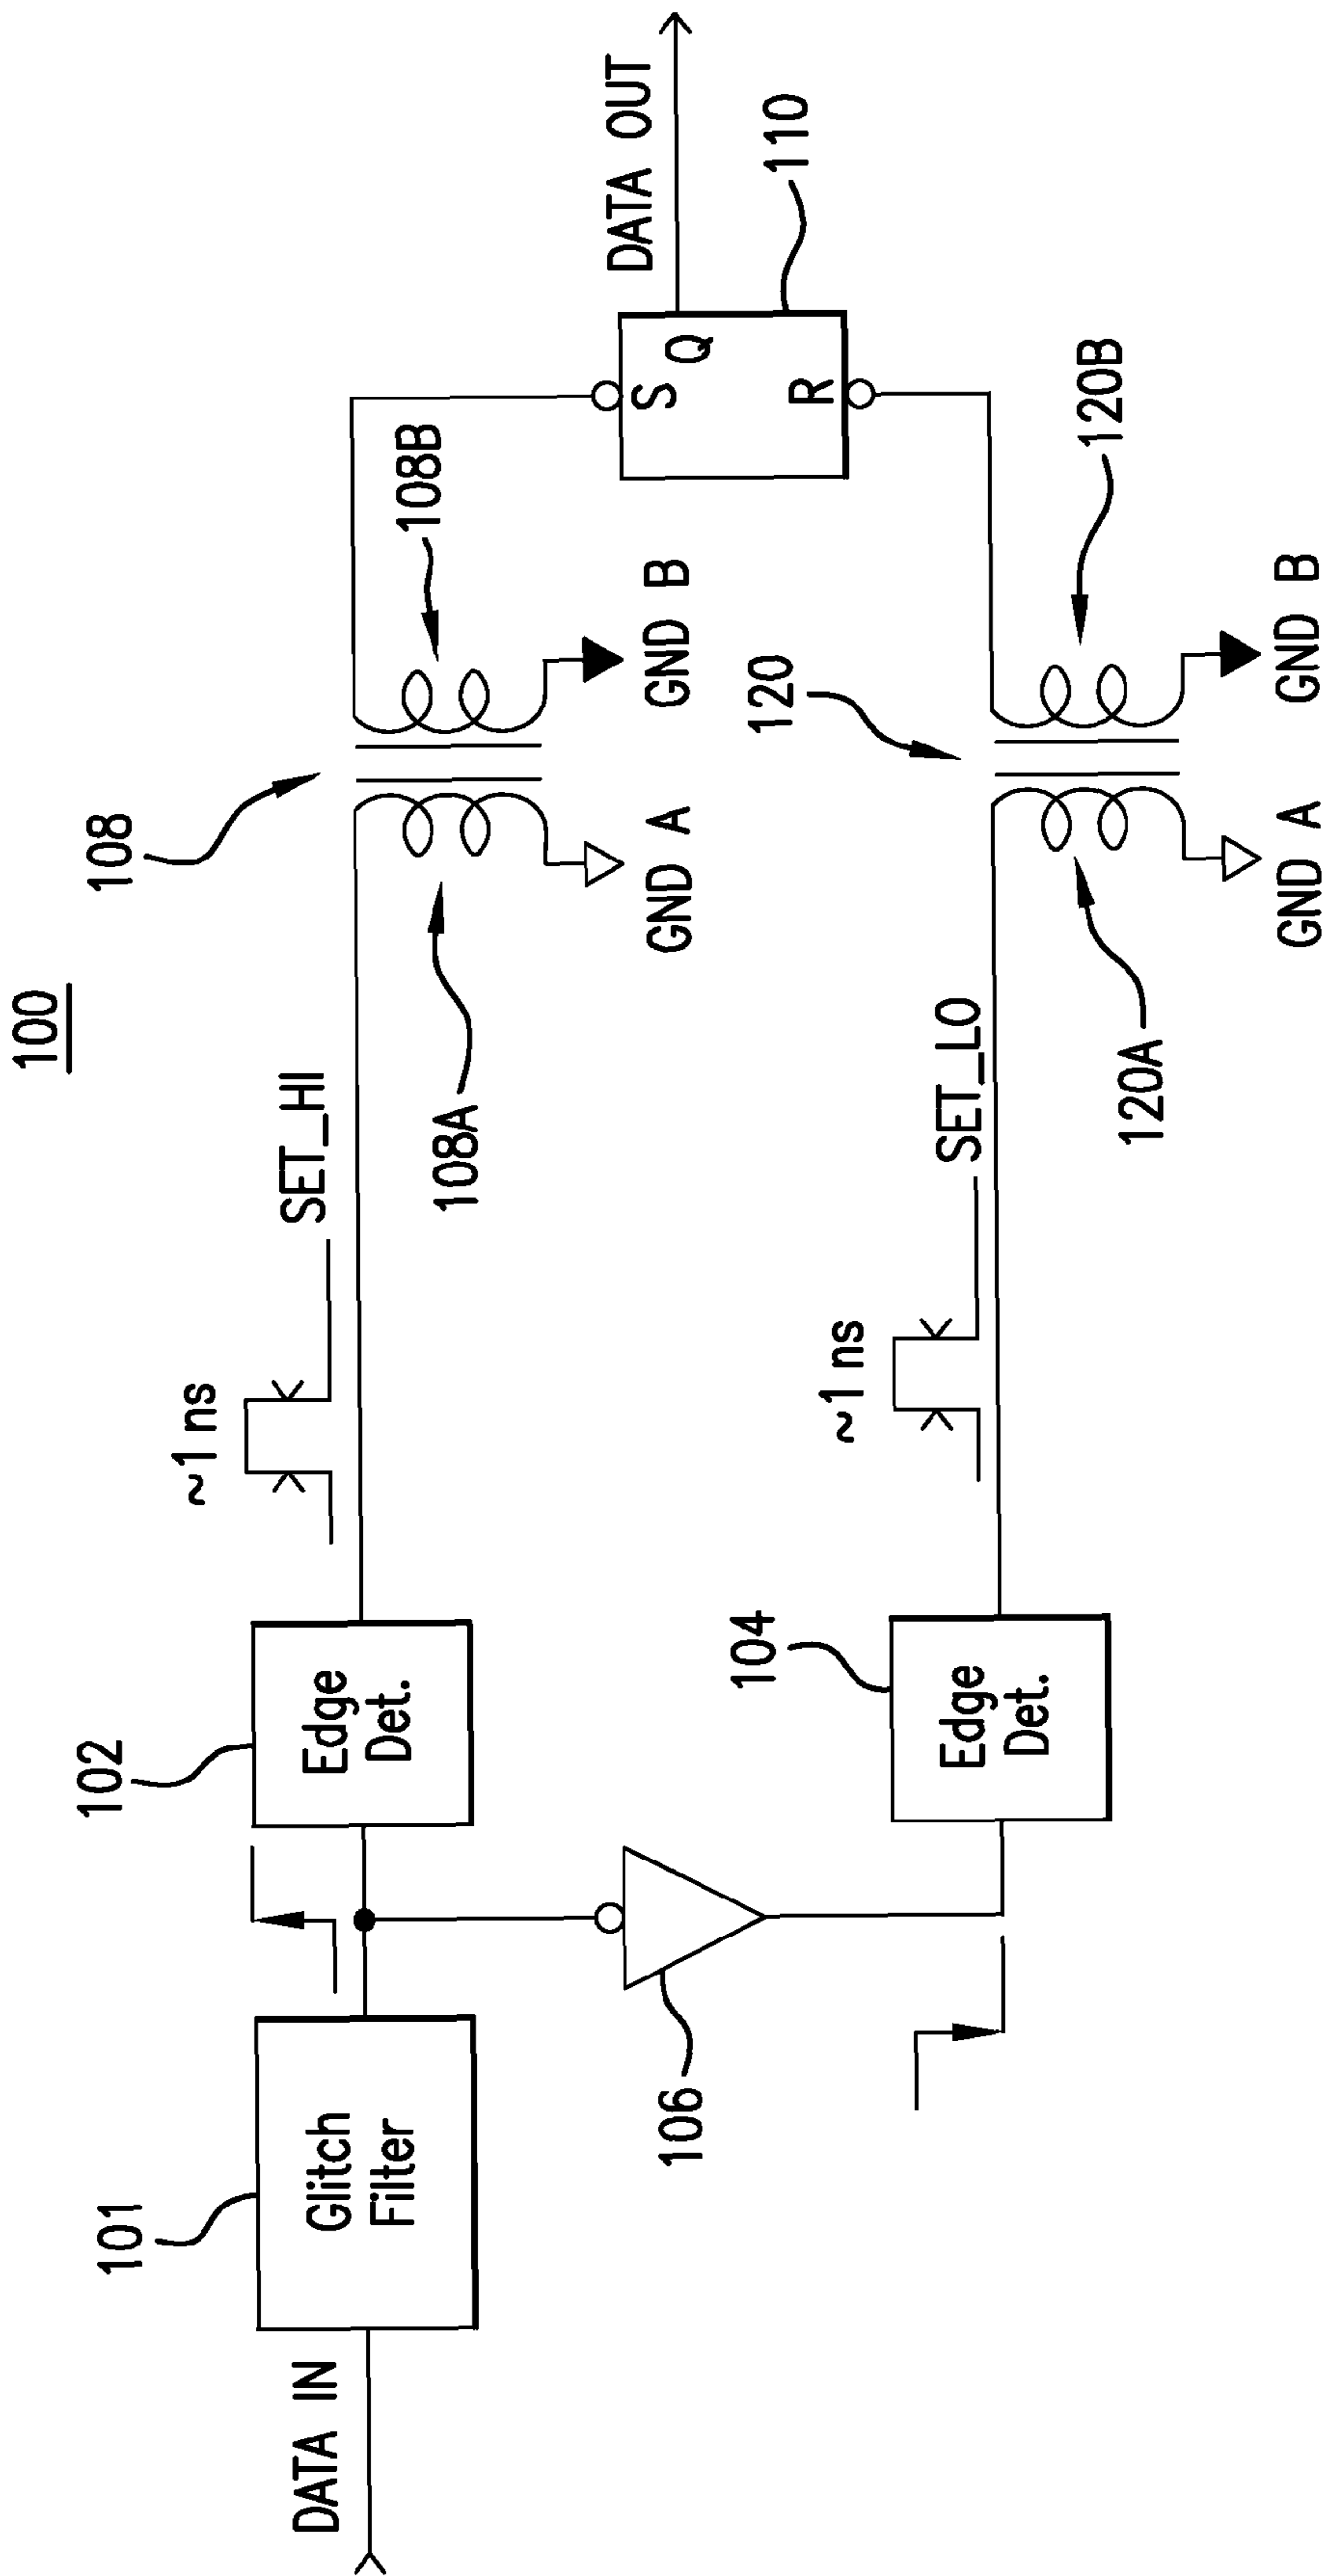 100
DATA IN
101
Glitch
Filter
102
Edge
Det.
~1 ns
SET_HI
108
108A
108B
GND A
GND B
106
104
Edge
Det.
~1 ns
SET_LO
120
120A
120B
GND A
GND B
S
Q
R
110
DATA OUT